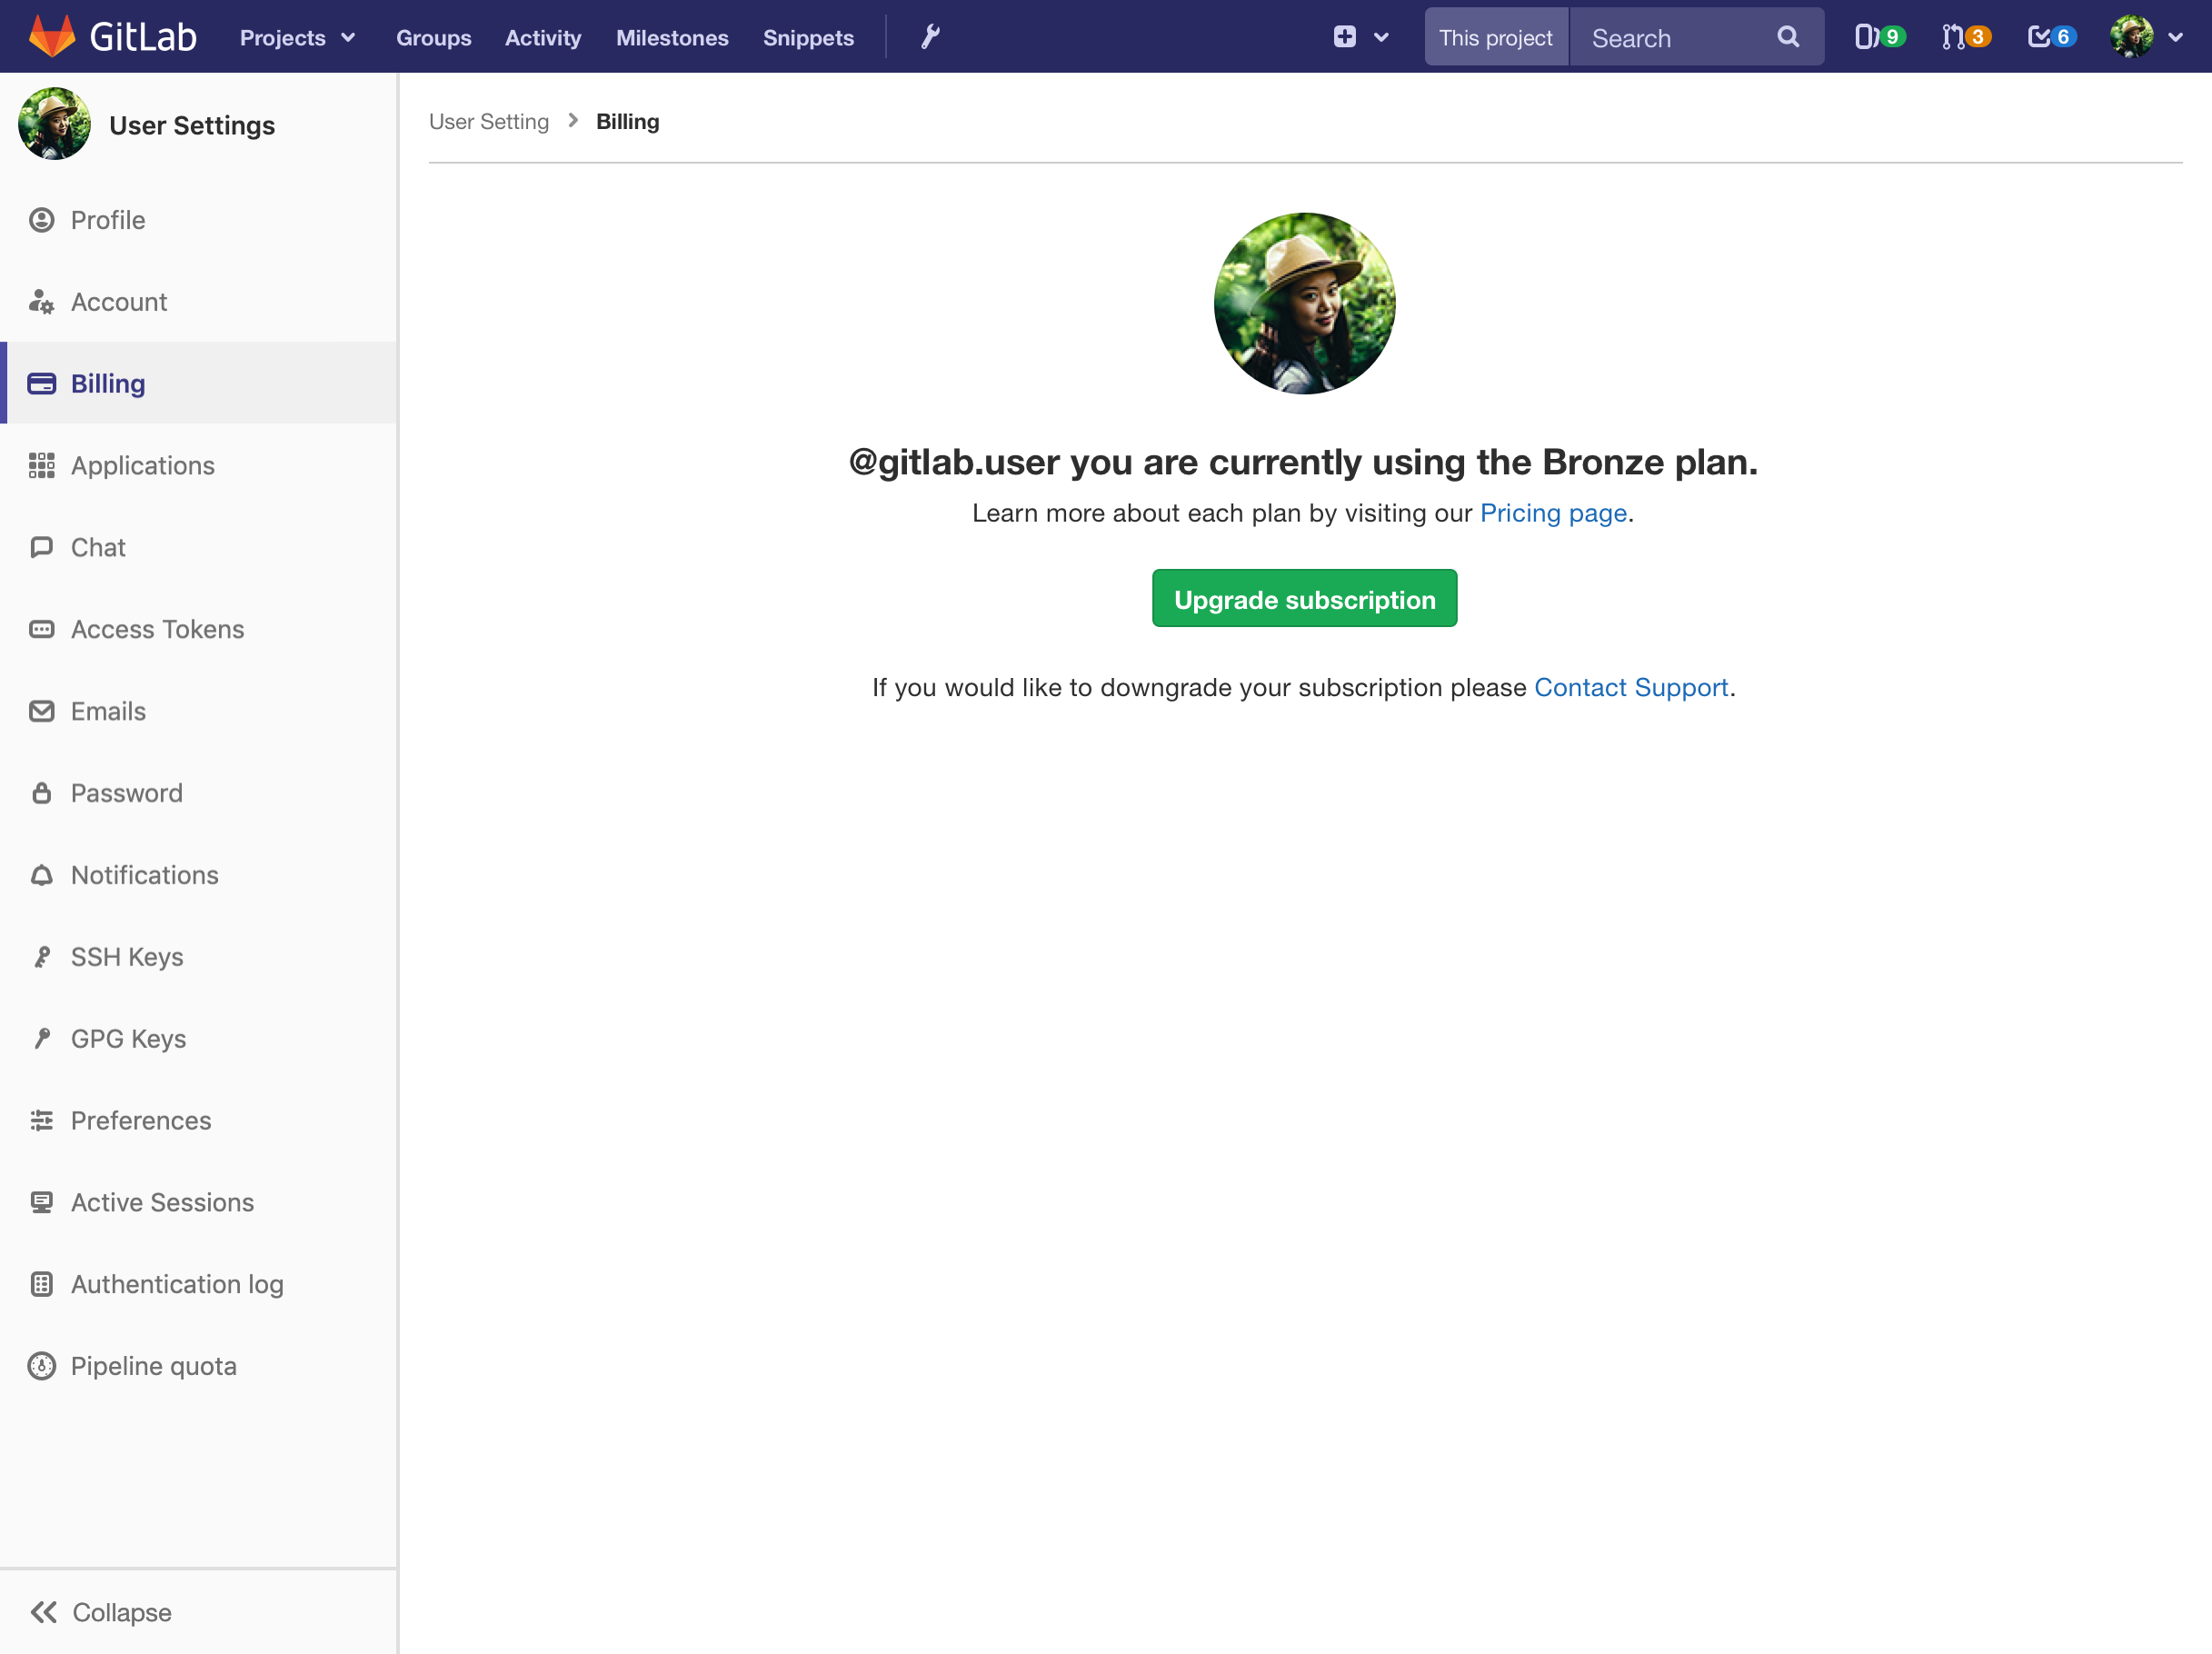 GitLab Projects Groups Activity Milestones Snippets This project Search 9 3 6
User Settings
Profile
Account
Billing
Applications
Chat
Access Tokens
Emails
Password
Notifications
SSH Keys
GPG Keys
Preferences
Active Sessions
Authentication log
Pipeline quota
Collapse
User Setting Billing
@gitlab.user you are currently using the Bronze plan.
Learn more about each plan by visiting our Pricing page.
Upgrade subscription
If you would like to downgrade your subscription please Contact Support.